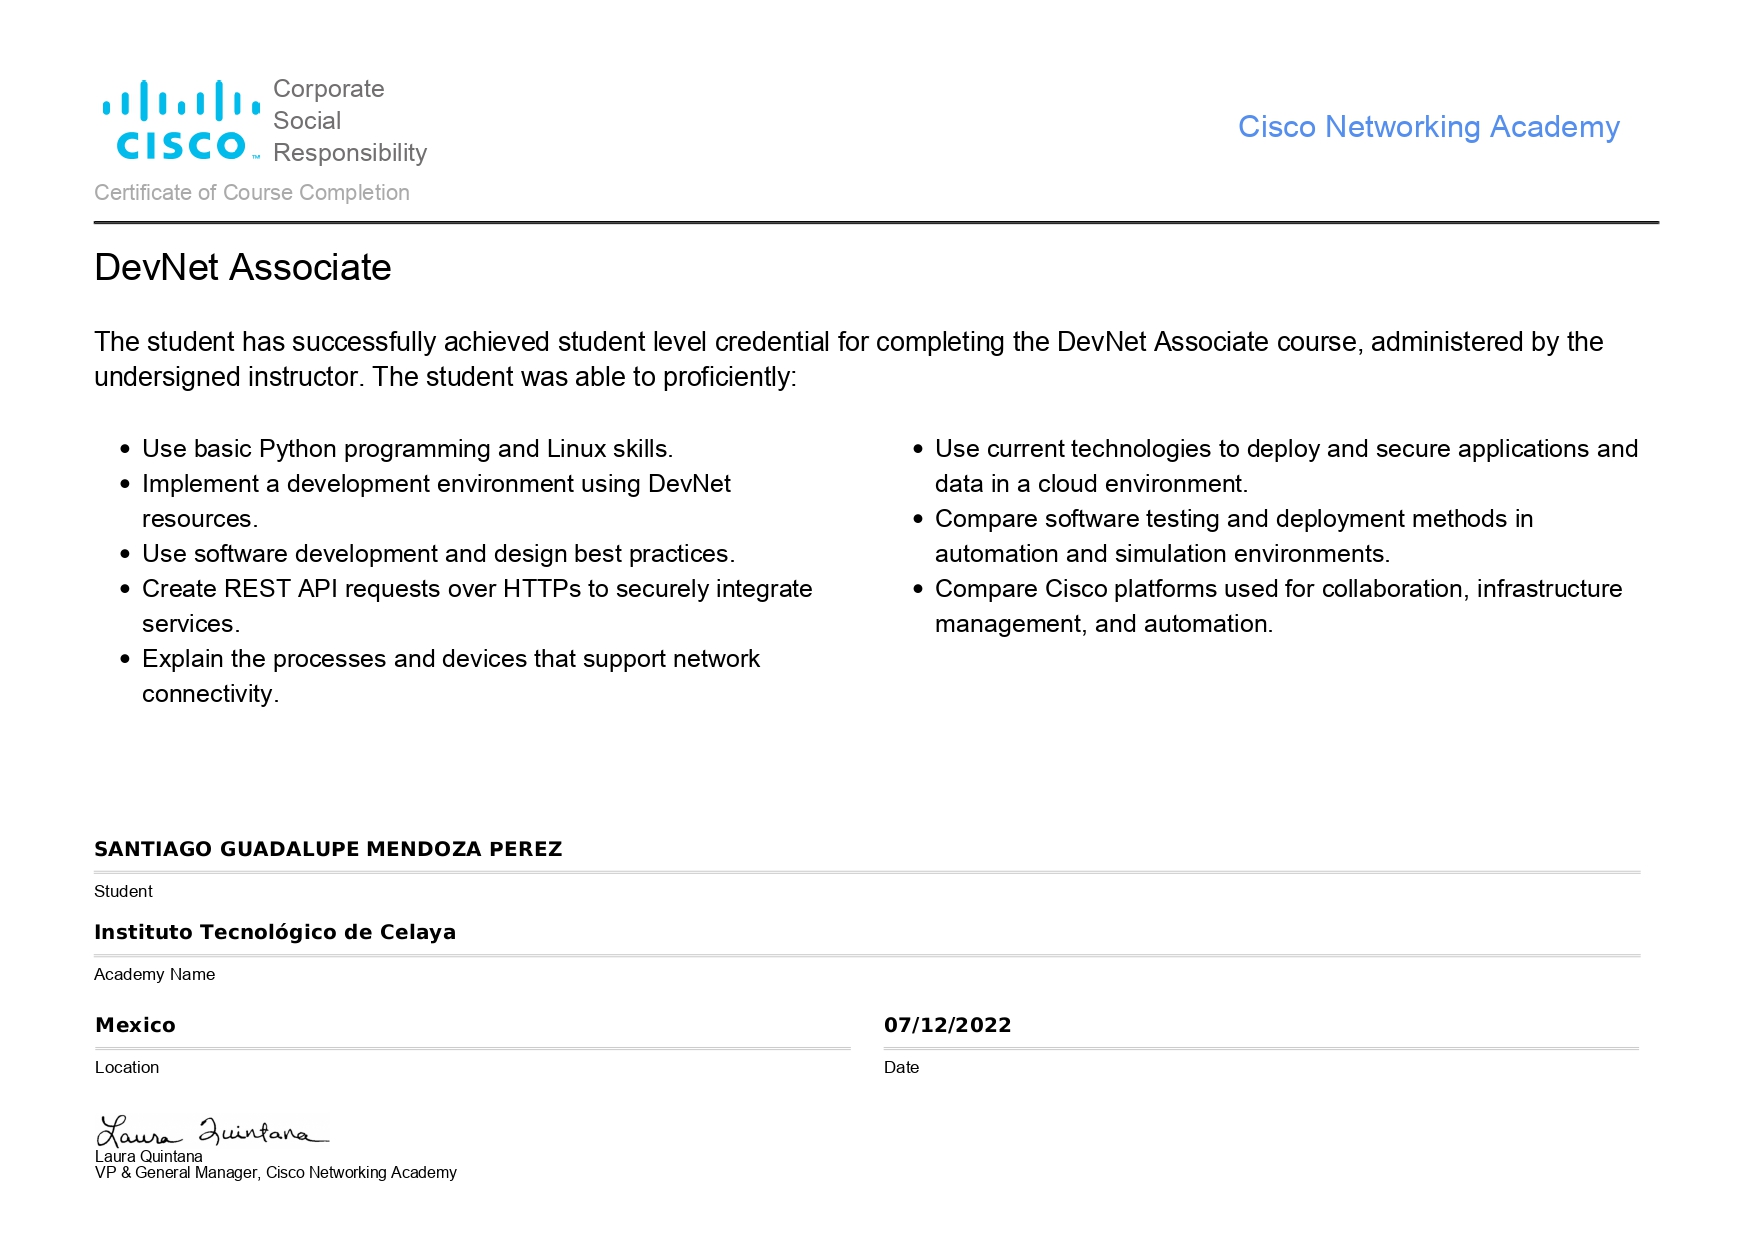 CISCO
™
Corporate
Social
Responsibility
Cisco Networking Academy
Certificate of Course Completion
DevNet Associate
The student has successfully achieved student level credential for completing the DevNet Associate course, administered by the
undersigned instructor. The student was able to proficiently:
• Use basic Python programming and Linux skills.
• Implement a development environment using DevNet
resources.
• Use software development and design best practices.
• Create REST API requests over HTTPs to securely integrate
services.
• Explain the processes and devices that support network
connectivity.
• Use current technologies to deploy and secure applications and
data in a cloud environment.
• Compare software testing and deployment methods in
automation and simulation environments.
• Compare Cisco platforms used for collaboration, infrastructure
management, and automation.
SANTIAGO GUADALUPE MENDOZA PEREZ
Student
Instituto Tecnológico de Celaya
Academy Name
Mexico
Location
07/12/2022
Date
Laura Quintana
Laura Quintana
VP & General Manager, Cisco Networking Academy